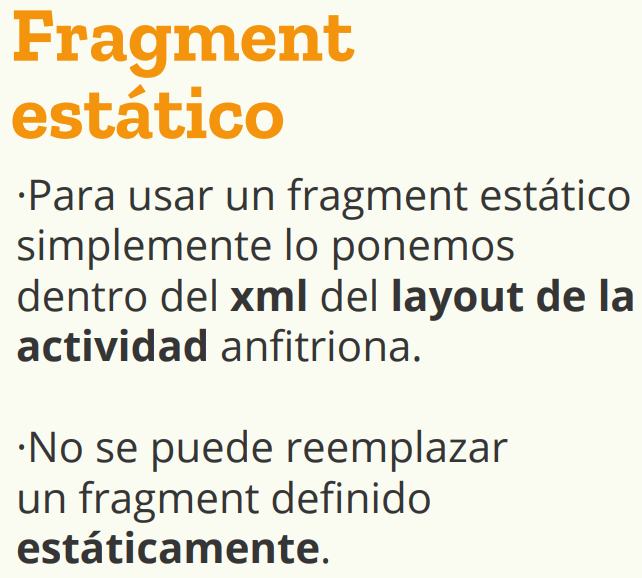 Fragment
estático
·Para usar un fragment estático
simplemente lo ponemos
dentro del xml del layout de la
actividad anfitriona.
·No se puede reemplazar
un fragment definido
estáticamente.